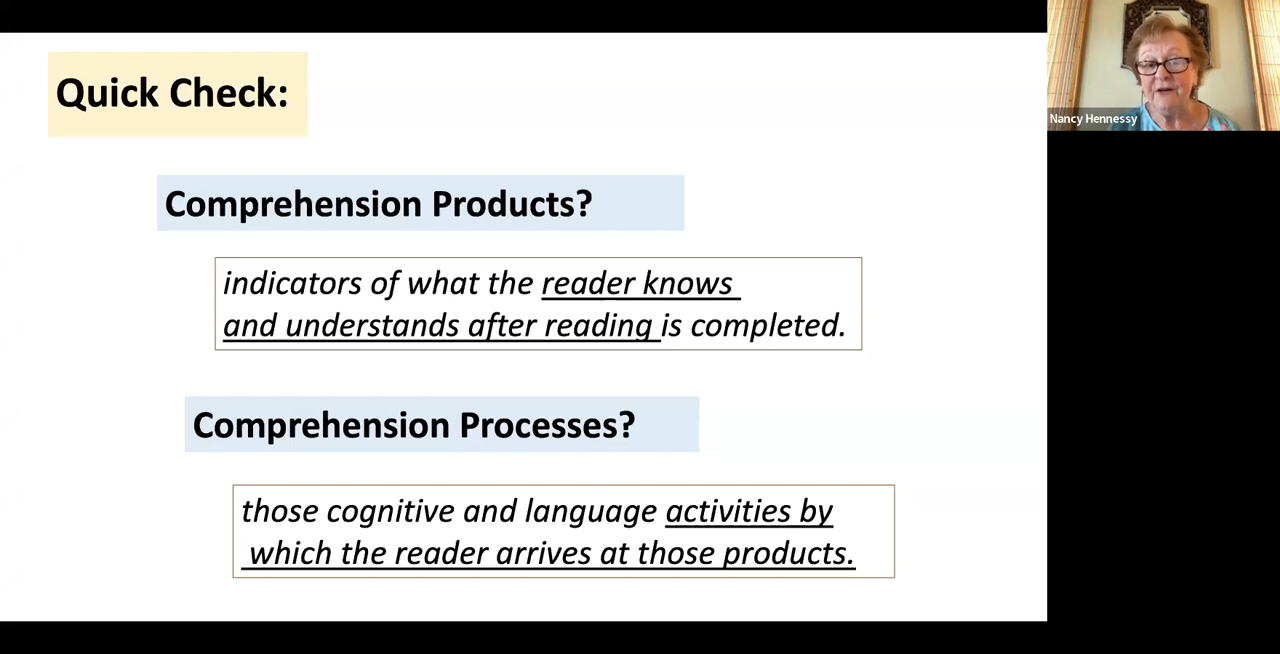 Quick Check:
Nancy Hennessy
Comprehension Products?
indicators of what the reader knows
and understands after reading is completed.
Comprehension Processes?
those cognitive and language activities by
which the reader arrives at those products.